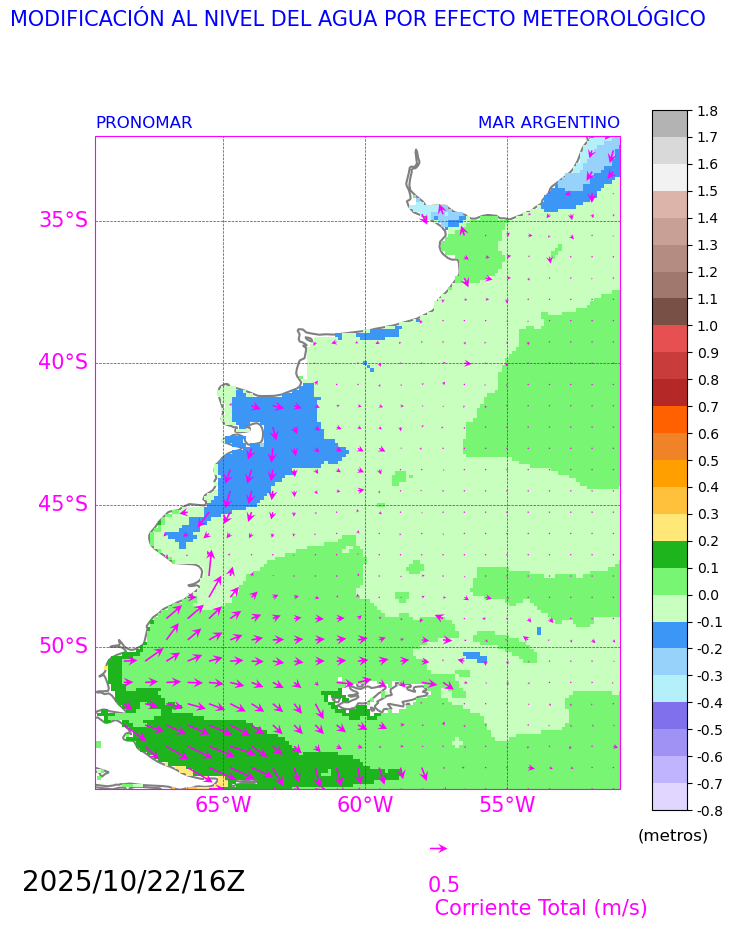 MODIFICACIÓN AL NIVEL DEL AGUA POR EFECTO METEOROLÓGICO
PRONOMAR MAR ARGENTINO
35°S
40°S
45°S
50°S
65°W 60°W 55°W
1.8
1.7
1.6
1.5
1.4
1.3
1.2
1.1
1.0
0.9
0.8
0.7
0.6
0.5
0.4
0.3
0.2
0.1
0.0
-0.1
-0.2
-0.3
-0.4
-0.5
-0.6
-0.7
-0.8
(metros)
2025/10/22/16Z
0.5
Corriente Total (m/s)